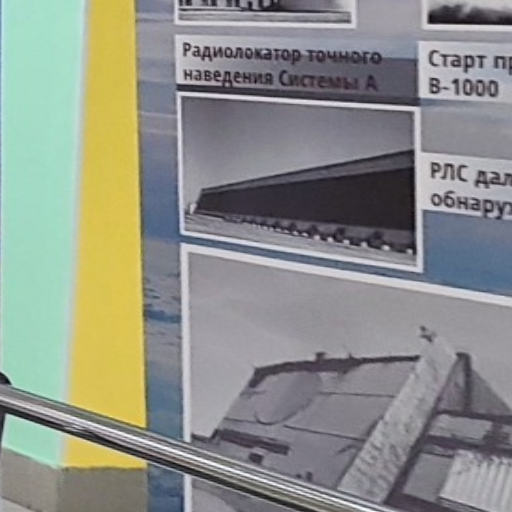 Радиолокатор точного
наведения Системы А
Старт
В-1000
РЛС